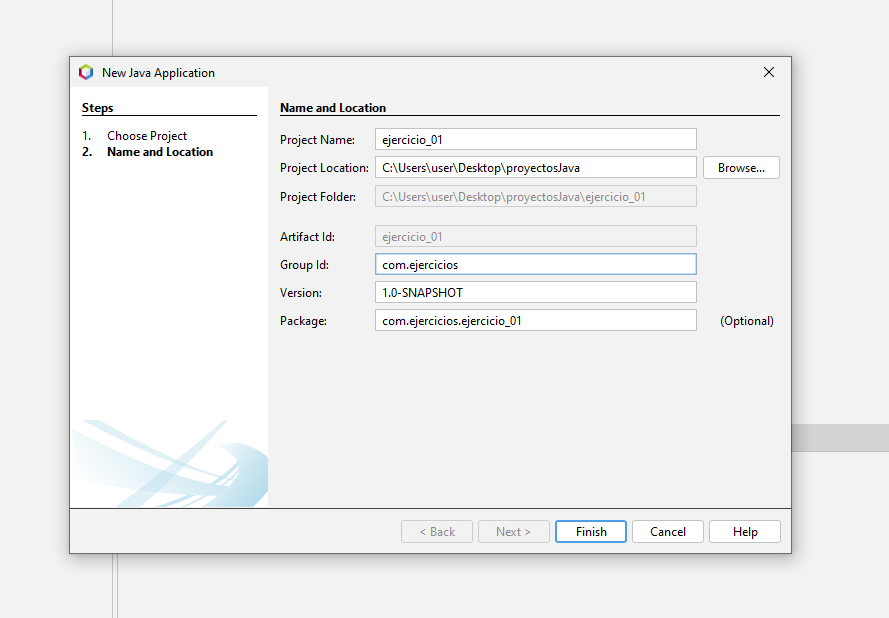 New Java Application
Steps
1. Choose Project
2. Name and Location
Name and Location
Project Name: ejercicio_01
Project Location: C:\Users\user\Desktop\proyectosJava Browse...
Project Folder: C:\Users\user\Desktop\proyectosJava\ejercicio_01
Artifact Id: ejercicio_01
Group Id: com.ejercicios
Version: 1.0-SNAPSHOT
Package: com.ejercicios.ejercicio_01 (Optional)
< Back Next > Finish Cancel Help